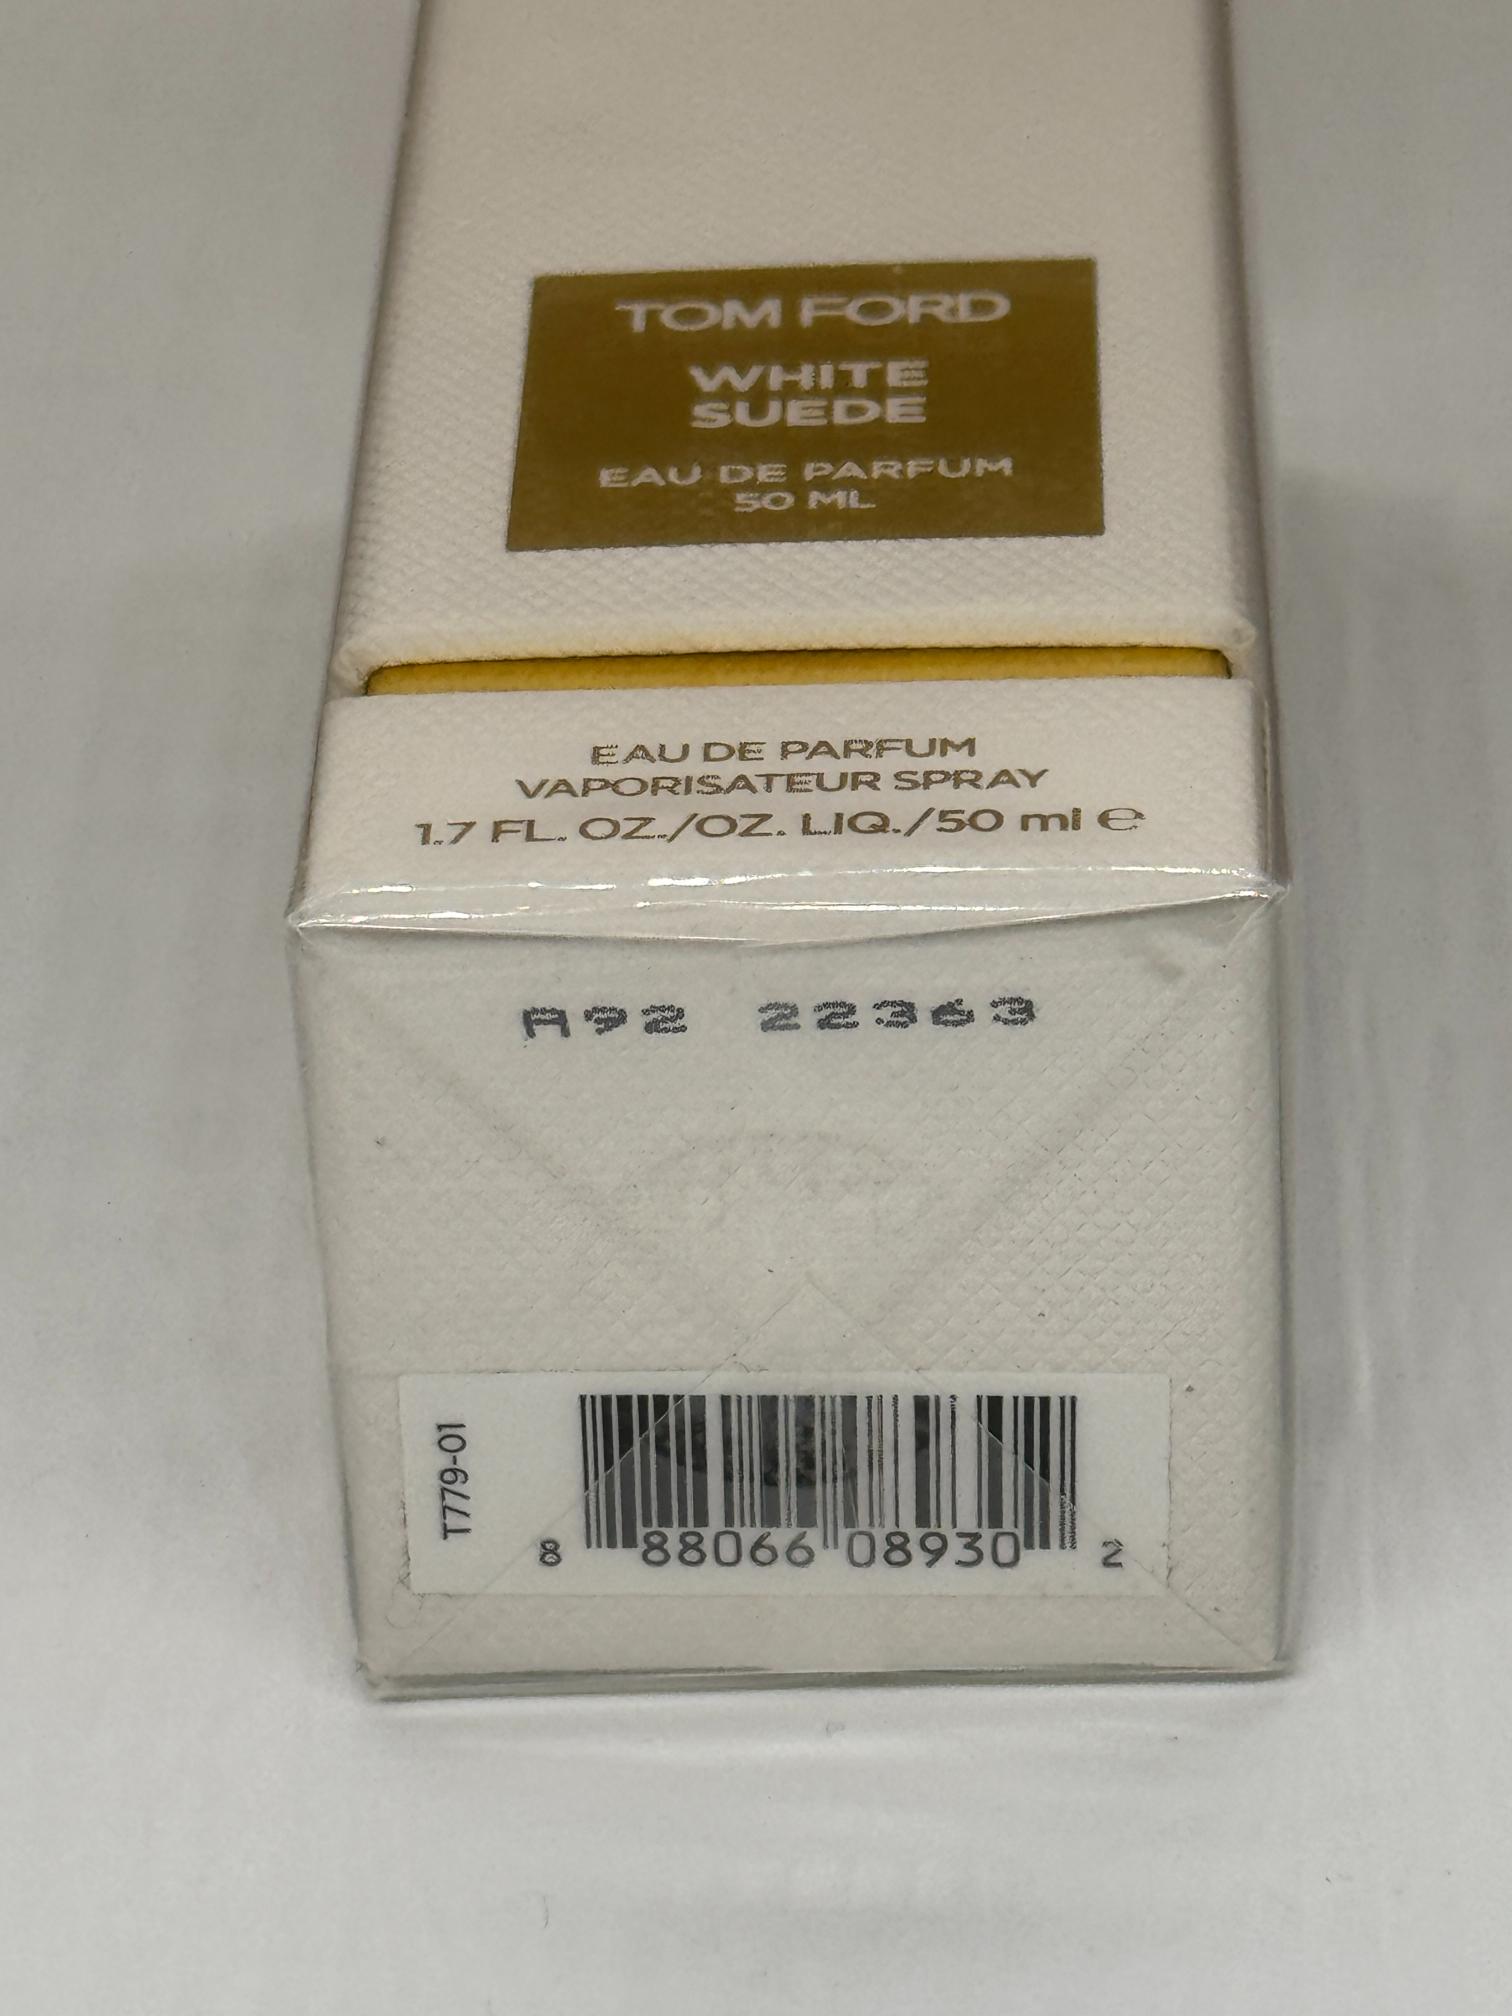 TOM FORD
WHITE
SUEDE
EAU DE PARFUM
50 ML
EAU DE PARFUM
VAPORISATEUR SPRAY
1.7 FL. OZ./OZ. LIQ./50 ml ℮
A92 22363
T779-01
8 88066 08930 2